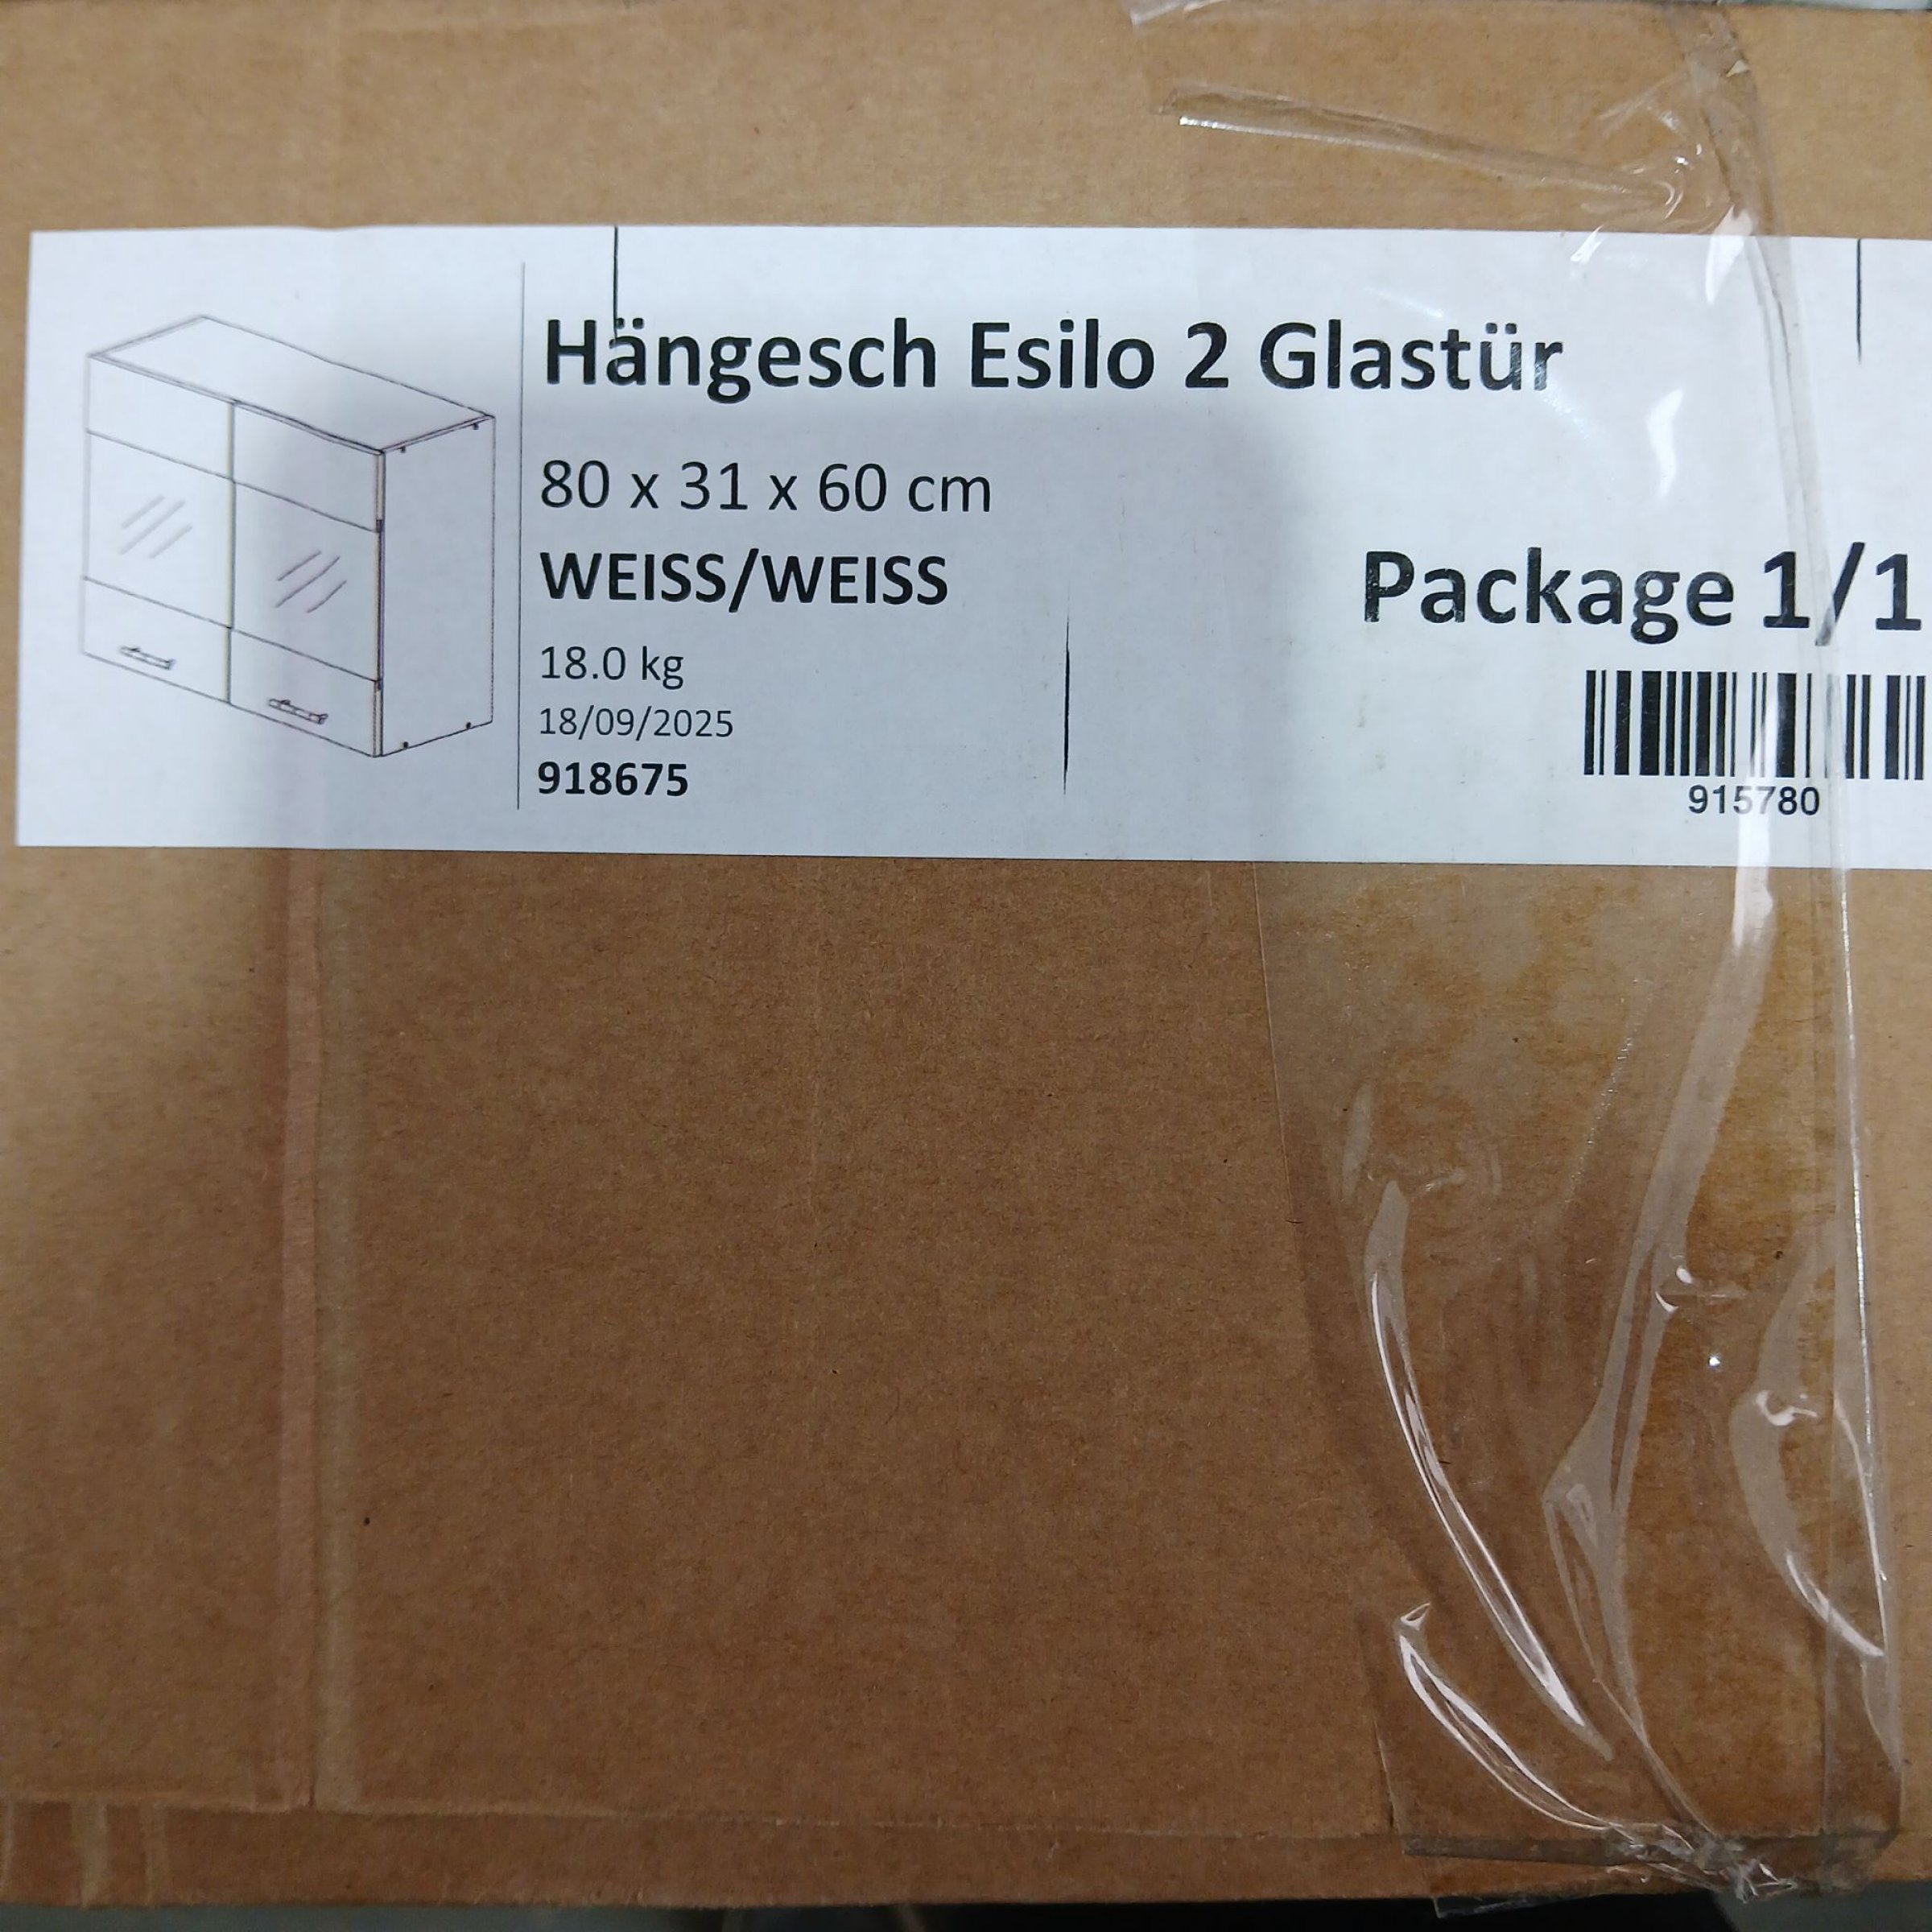 Hängesch Esilo 2 Glastür
80 x 31 x 60 cm
WEISS/WEISS
18.0 kg
18/09/2025
918675
Package 1/1
915780